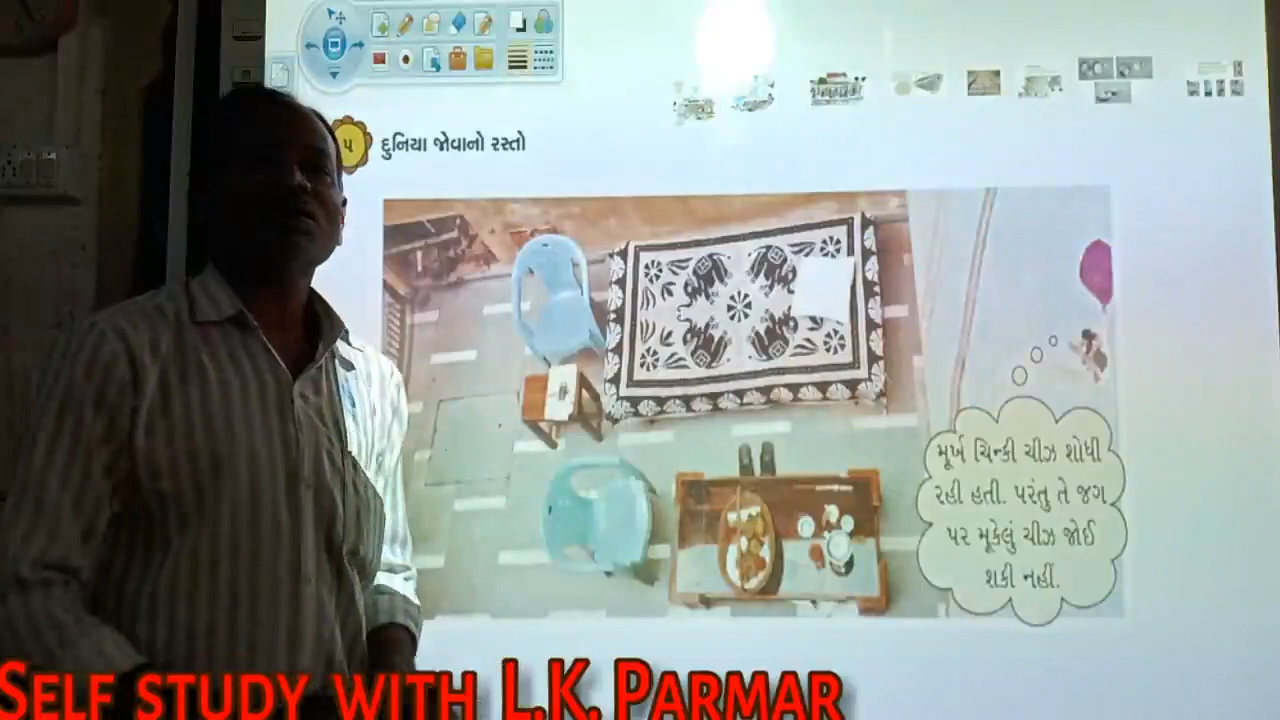 ૫ દુનિયા જોવાનો રસ્તો
મૂર્ખ ચિન્કી ચીઝ શોધી
રહી હતી. પરંતુ તે જગ
પર મૂકેલું ચીઝ જોઈ
શકી નહીં.
SELF STUDY WITH L.K. PARMAR